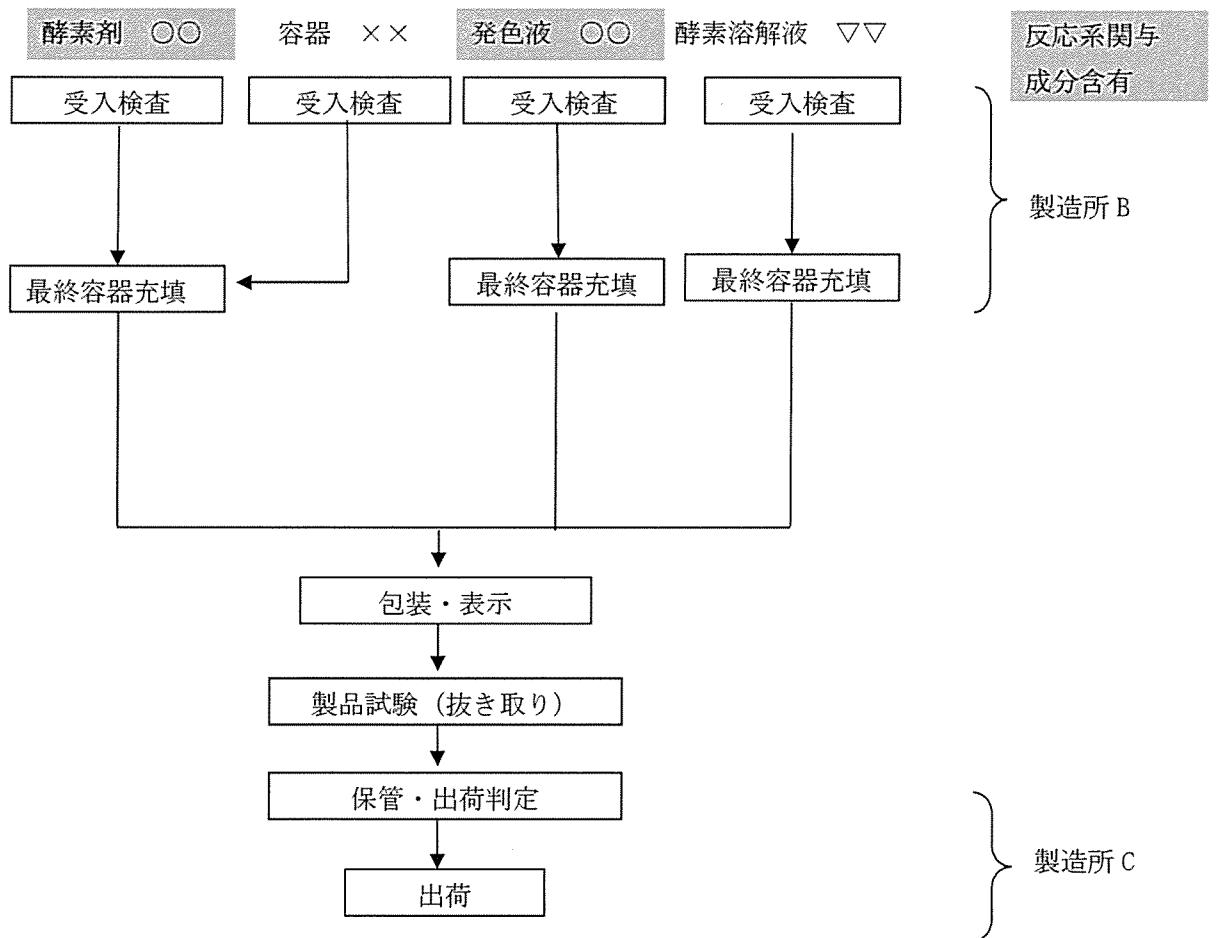 酵素剤 ○○
容器 ××
発色液 ○○
酵素溶解液 ▽▽
反応系関与
成分含有
受入検査
受入検査
受入検査
受入検査
製造所 B
最終容器充填
最終容器充填
最終容器充填
包装・表示
製品試験（抜き取り）
保管・出荷判定
製造所 C
出荷